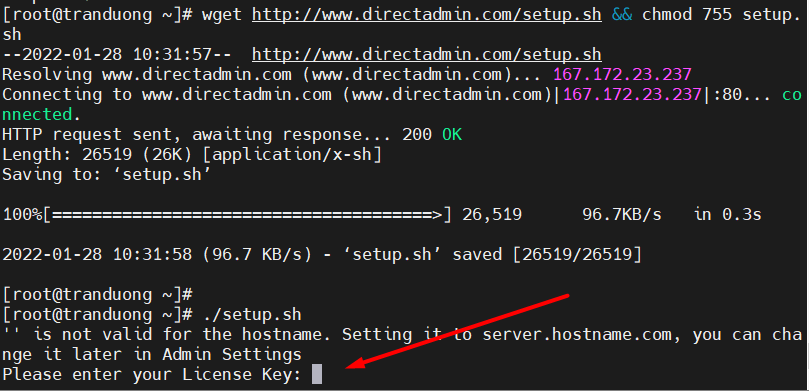 [root@tranduong ~]# wget http://www.directadmin.com/setup.sh && chmod 755 setup.
sh
--2022-01-28 10:31:57--  http://www.directadmin.com/setup.sh
Resolving www.directadmin.com (www.directadmin.com)... 167.172.23.237
Connecting to www.directadmin.com (www.directadmin.com)|167.172.23.237|:80... co
nnected.
HTTP request sent, awaiting response... 200 OK
Length: 26519 (26K) [application/x-sh]
Saving to: ‘setup.sh’
100%[======================================>] 26,519      96.7KB/s   in 0.3s
2022-01-28 10:31:58 (96.7 KB/s) - ‘setup.sh’ saved [26519/26519]
[root@tranduong ~]#
[root@tranduong ~]# ./setup.sh
'' is not valid for the hostname. Setting it to server.hostname.com, you can cha
nge it later in Admin Settings
Please enter your License Key: